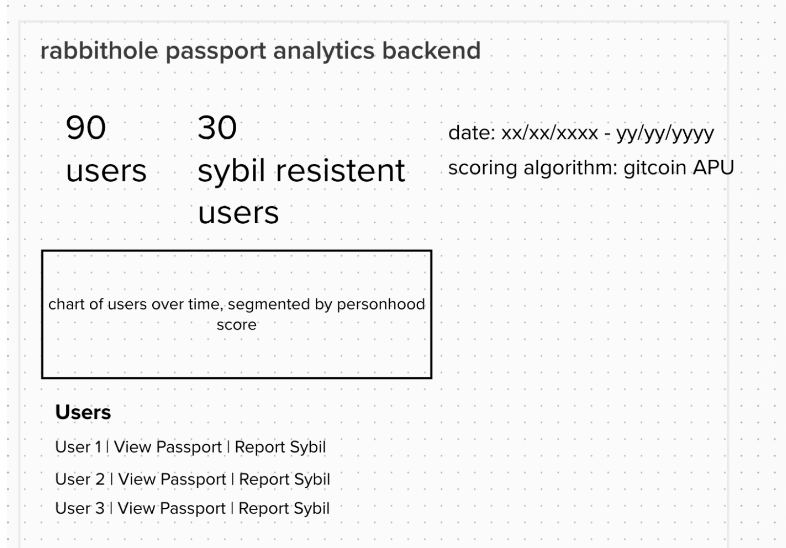 rabbithole passport analytics backend
90
users
30
sybil resistent
users
date: xx/xx/xxxx - yy/yy/yyyy
scoring algorithm: gitcoin APU
chart of users over time, segmented by personhood
score
Users
User 1 | View Passport | Report Sybil
User 2 | View Passport | Report Sybil
User 3 | View Passport | Report Sybil